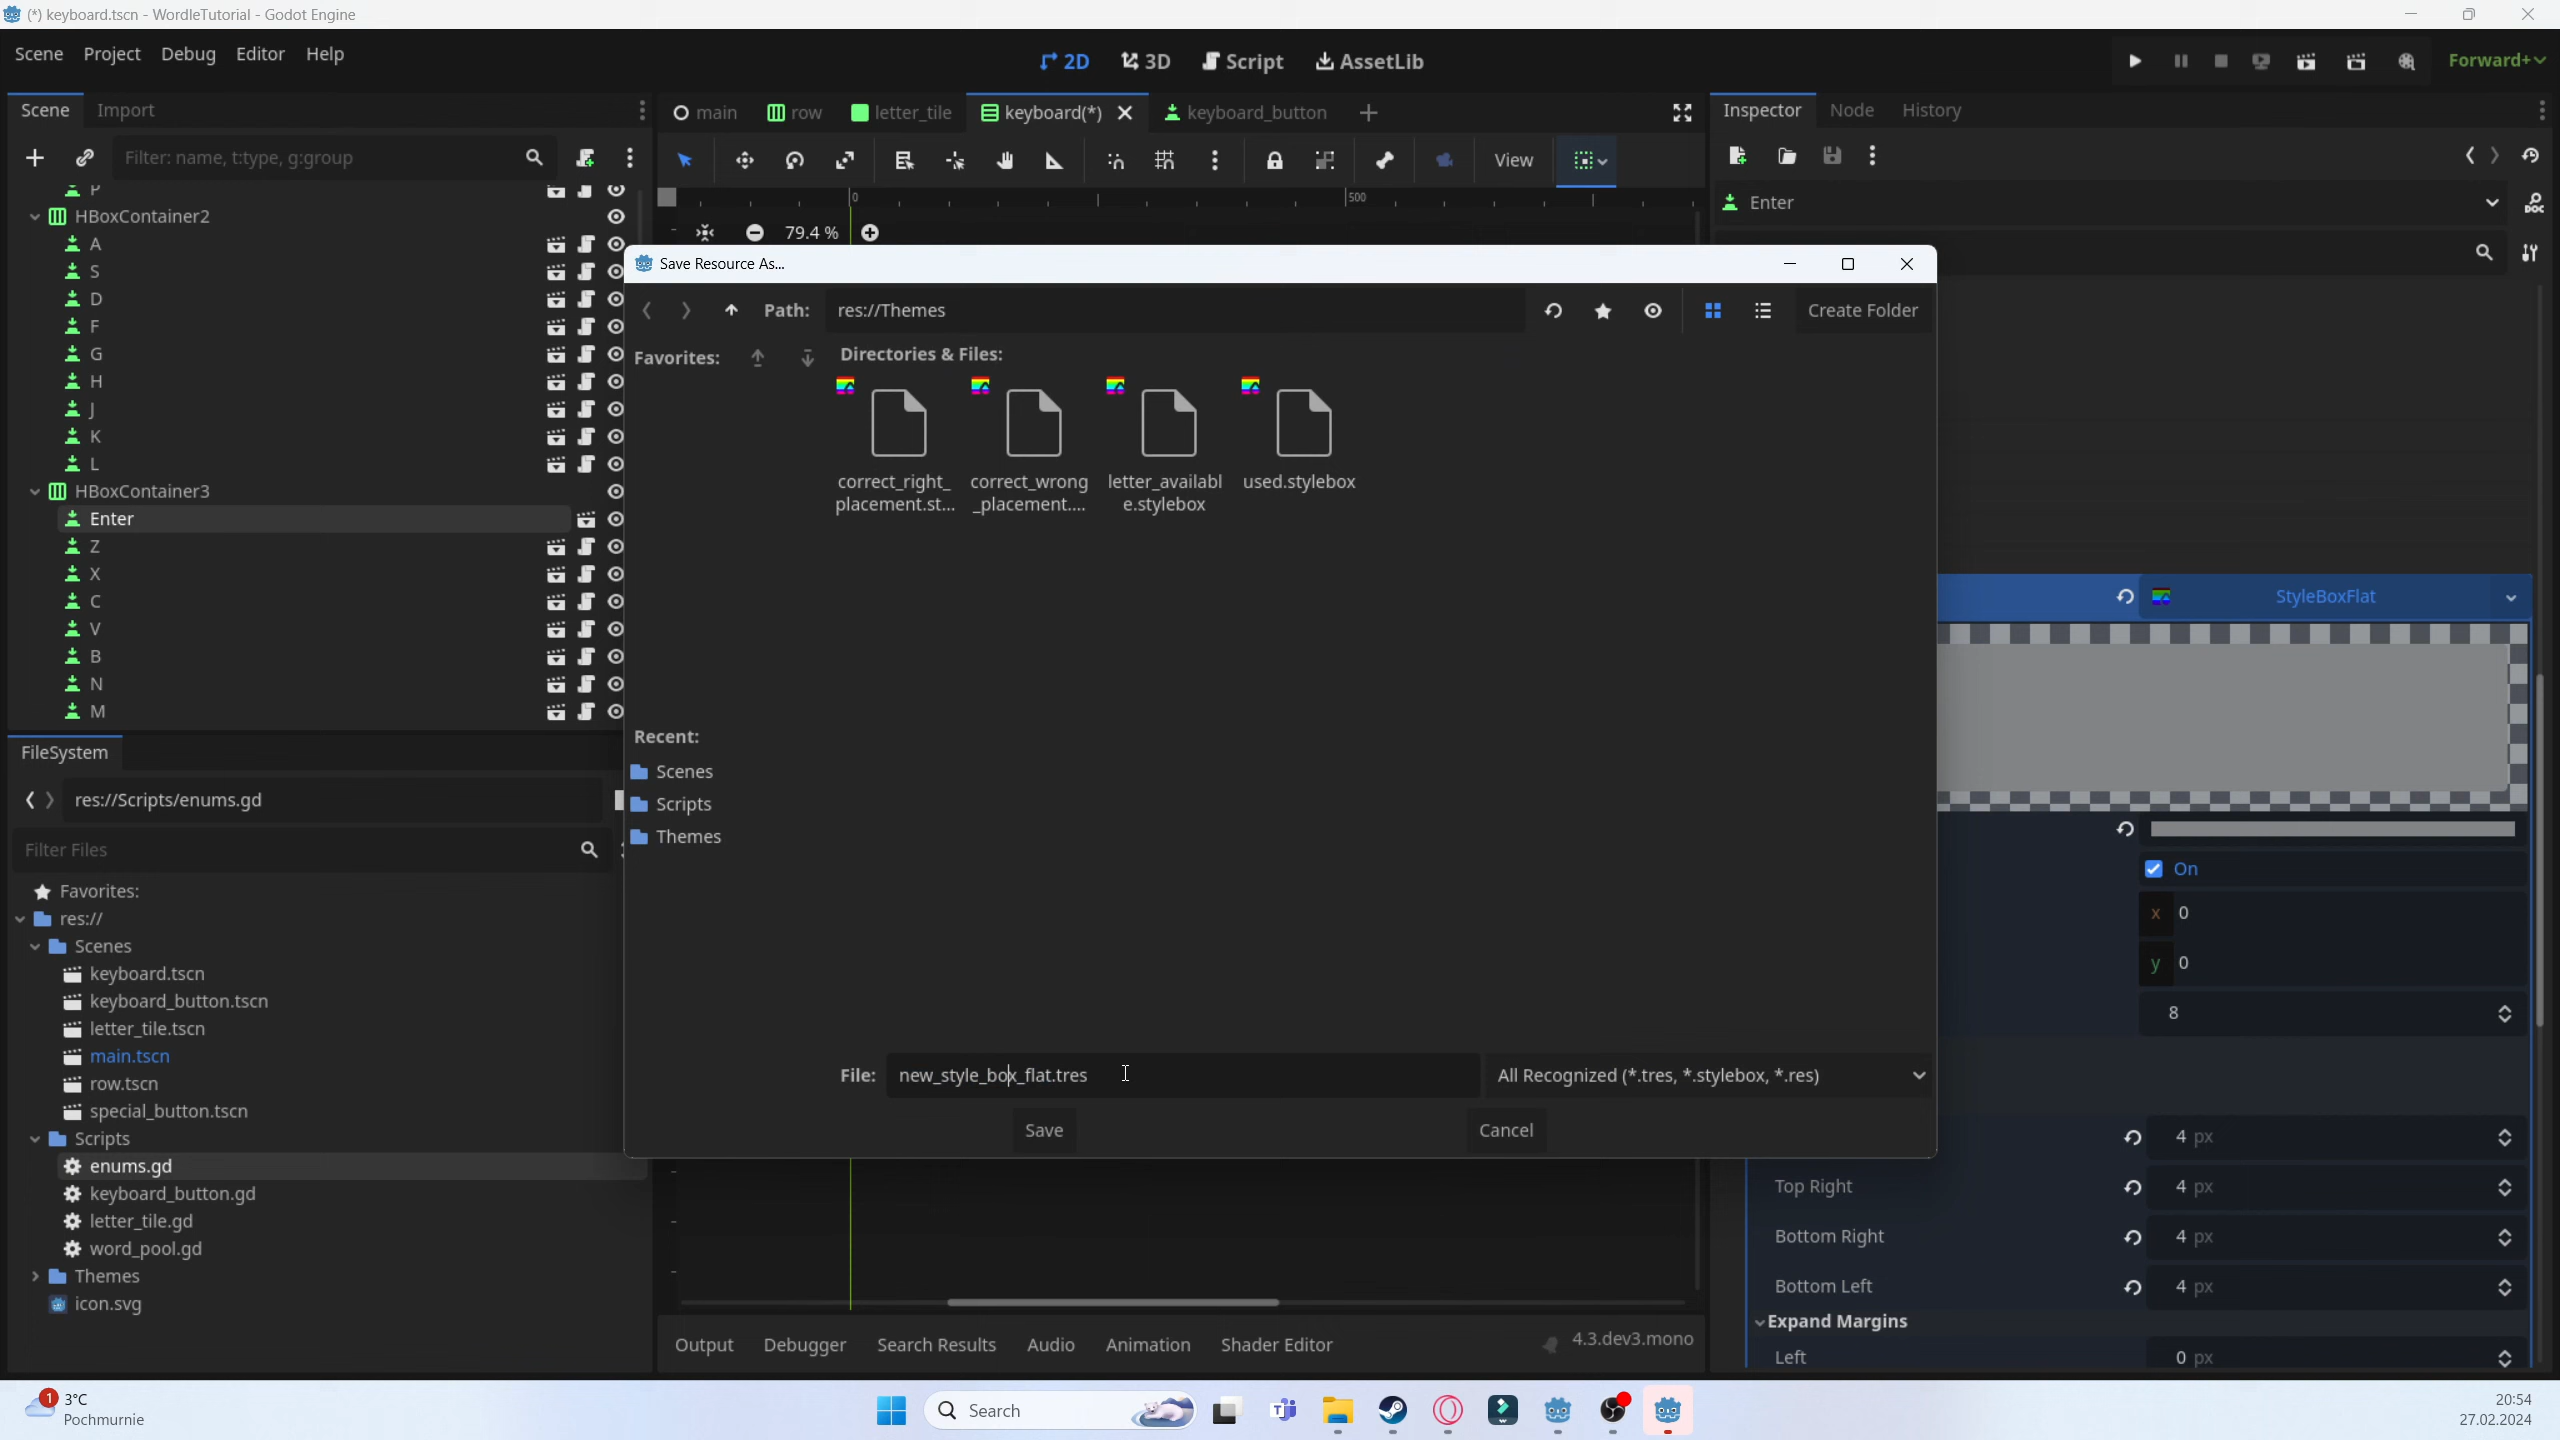 (*) keyboard.tscn - WordleTutorial - Godot Engine
Scene Project Debug Editor Help
2D 3D Script AssetLib
Forward+
Scene Import
main row letter_tile keyboard(*) keyboard_button
Inspector Node History
Filter: name, t:type, g:group
View
0 500
79.4 %
Enter
P
HBoxContainer2
A
S
D
F
G
H
J
K
L
HBoxContainer3
Enter
Z
X
C
V
B
N
M
Save Resource As...
Path: res://Themes
Create Folder
Favorites:
Directories & Files:
correct_right_
placement.st...
correct_wrong
_placement....
letter_availabl
e.stylebox
used.stylebox
Recent:
Scenes
Scripts
Themes
File: new_style_box_flat.tres
All Recognized (*.tres, *.stylebox, *.res)
Save
Cancel
StyleBoxFlat
On
x 0
y 0
8
4 px
Top Right 4 px
Bottom Right 4 px
Bottom Left 4 px
Expand Margins
Left 0 px
FileSystem
res://Scripts/enums.gd
Filter Files
Favorites:
res://
Scenes
keyboard.tscn
keyboard_button.tscn
letter_tile.tscn
main.tscn
row.tscn
special_button.tscn
Scripts
enums.gd
keyboard_button.gd
letter_tile.gd
word_pool.gd
Themes
icon.svg
Output Debugger Search Results Audio Animation Shader Editor
4.3.dev3.mono
1
3°C
Pochmurnie
Search
20:54
27.02.2024